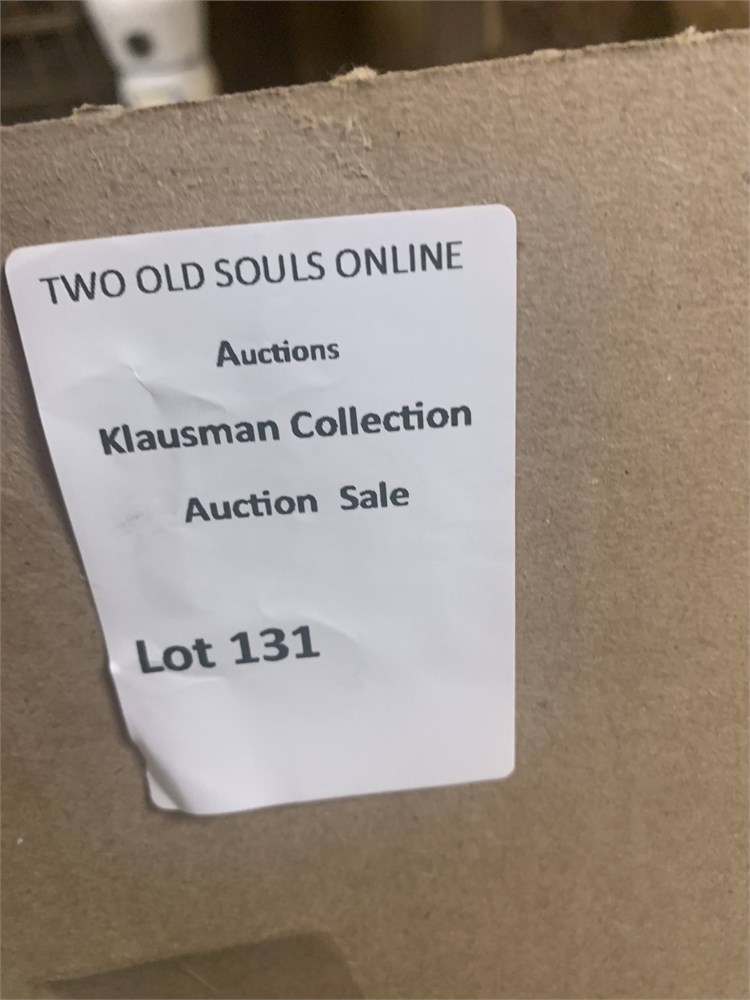 TWO OLD SOULS ONLINE
Auctions
Klausman Collection
Auction Sale
Lot 131